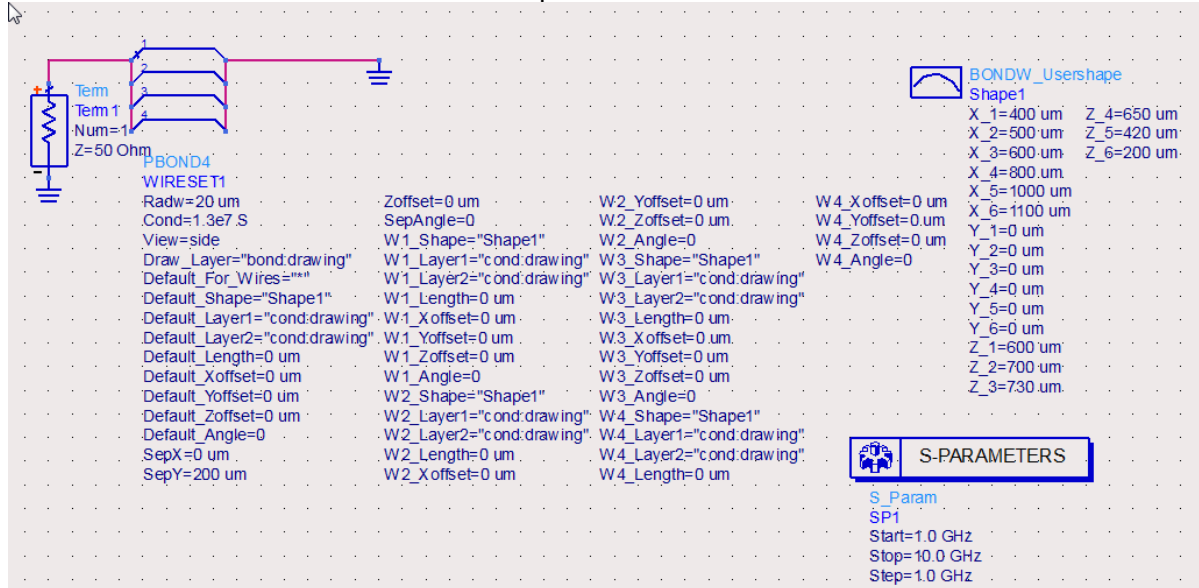 1
2
3
4
+
-
Term
Term1
Num=1
Z=50 Ohm
PBOND4
WIRESET1
Radw=20 um
Cond=1.3e7 S
View=side
Draw_Layer="bond:drawing"
Default_For_Wires="*"
Default_Shape="Shape1"
Default_Layer1="cond:drawing"
Default_Layer2="cond:drawing"
Default_Length=0 um
Default_Xoffset=0 um
Default_Yoffset=0 um
Default_Zoffset=0 um
Default_Angle=0
SepX=0 um
SepY=200 um
Zoffset=0 um
SepAngle=0
W1_Shape="Shape1"
W1_Layer1="cond:drawing"
W1_Layer2="cond:drawing"
W1_Length=0 um
W1_Xoffset=0 um
W1_Yoffset=0 um
W1_Zoffset=0 um
W1_Angle=0
W2_Shape="Shape1"
W2_Layer1="cond:drawing"
W2_Layer2="cond:drawing"
W2_Length=0 um
W2_Xoffset=0 um
W2_Yoffset=0 um
W2_Zoffset=0 um
W2_Angle=0
W3_Shape="Shape1"
W3_Layer1="cond:drawing"
W3_Layer2="cond:drawing"
W3_Length=0 um
W3_Xoffset=0 um
W3_Yoffset=0 um
W3_Zoffset=0 um
W3_Angle=0
W4_Shape="Shape1"
W4_Layer1="cond:drawing"
W4_Layer2="cond:drawing"
W4_Length=0 um
W4_Xoffset=0 um
W4_Yoffset=0 um
W4_Zoffset=0 um
W4_Angle=0
BONDW_Usershape
Shape1
X_1=400 um
X_2=500 um
X_3=600 um
X_4=800 um
X_5=1000 um
X_6=1100 um
Y_1=0 um
Y_2=0 um
Y_3=0 um
Y_4=0 um
Y_5=0 um
Y_6=0 um
Z_1=600 um
Z_2=700 um
Z_3=730 um
Z_4=650 um
Z_5=420 um
Z_6=200 um
S-PARAMETERS
S_Param
SP1
Start=1.0 GHz
Stop=10.0 GHz
Step=1.0 GHz